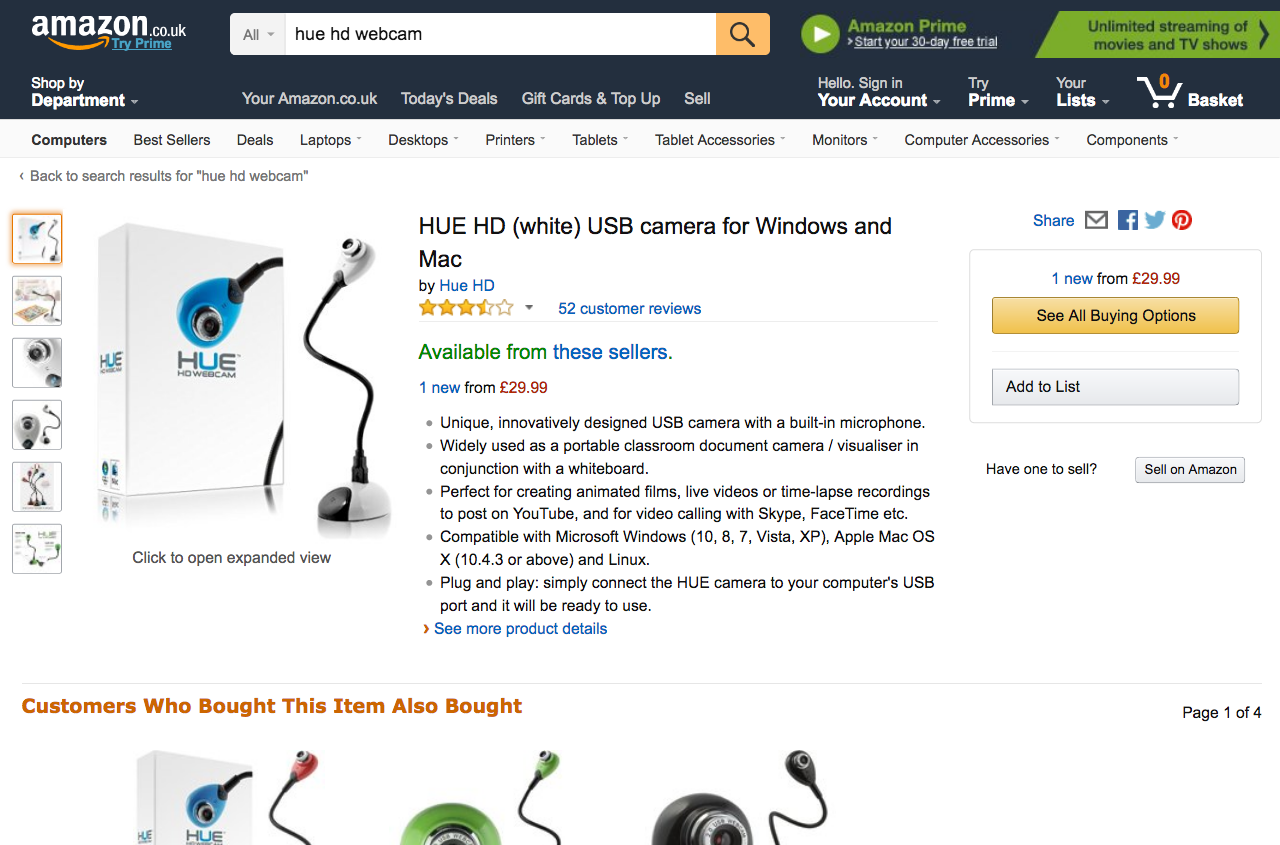 amazon.co.uk
Try Prime
All
hue hd webcam
Amazon Prime
Start your 30-day free trial
Unlimited streaming of
movies and TV shows
Shop by
Department
Your Amazon.co.uk
Today's Deals
Gift Cards & Top Up
Sell
Hello. Sign in
Your Account
Try
Prime
Your
Lists
0
Basket
Computers
Best Sellers
Deals
Laptops
Desktops
Printers
Tablets
Tablet Accessories
Monitors
Computer Accessories
Components
‹ Back to search results for "hue hd webcam"
HUE
HD WEBCAM
HUE
HD WEBCAM
Click to open expanded view
HUE HD (white) USB camera for Windows and
Mac
by Hue HD
52 customer reviews
Available from these sellers.
1 new from £29.99
Unique, innovatively designed USB camera with a built-in microphone.
Widely used as a portable classroom document camera / visualiser in
conjunction with a whiteboard.
Perfect for creating animated films, live videos or time-lapse recordings
to post on YouTube, and for video calling with Skype, FaceTime etc.
Compatible with Microsoft Windows (10, 8, 7, Vista, XP), Apple Mac OS
X (10.4.3 or above) and Linux.
Plug and play: simply connect the HUE camera to your computer's USB
port and it will be ready to use.
› See more product details
Share
1 new from £29.99
See All Buying Options
Add to List
Have one to sell?
Sell on Amazon
Customers Who Bought This Item Also Bought
Page 1 of 4
HUE
HUE